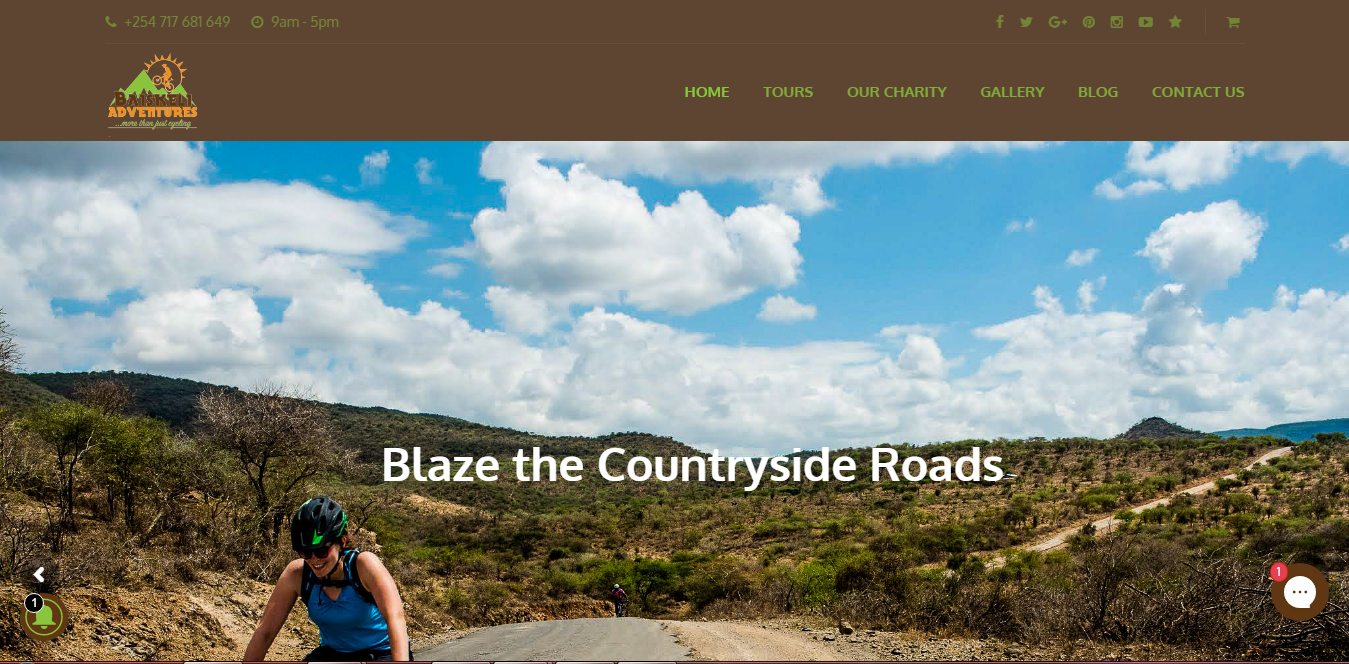 +254 717 681 649 9am - 5pm
BAISKELI
ADVENTURES
...more than just cycling
HOME TOURS OUR CHARITY GALLERY BLOG CONTACT US
Blaze the Countryside Roads
1
1